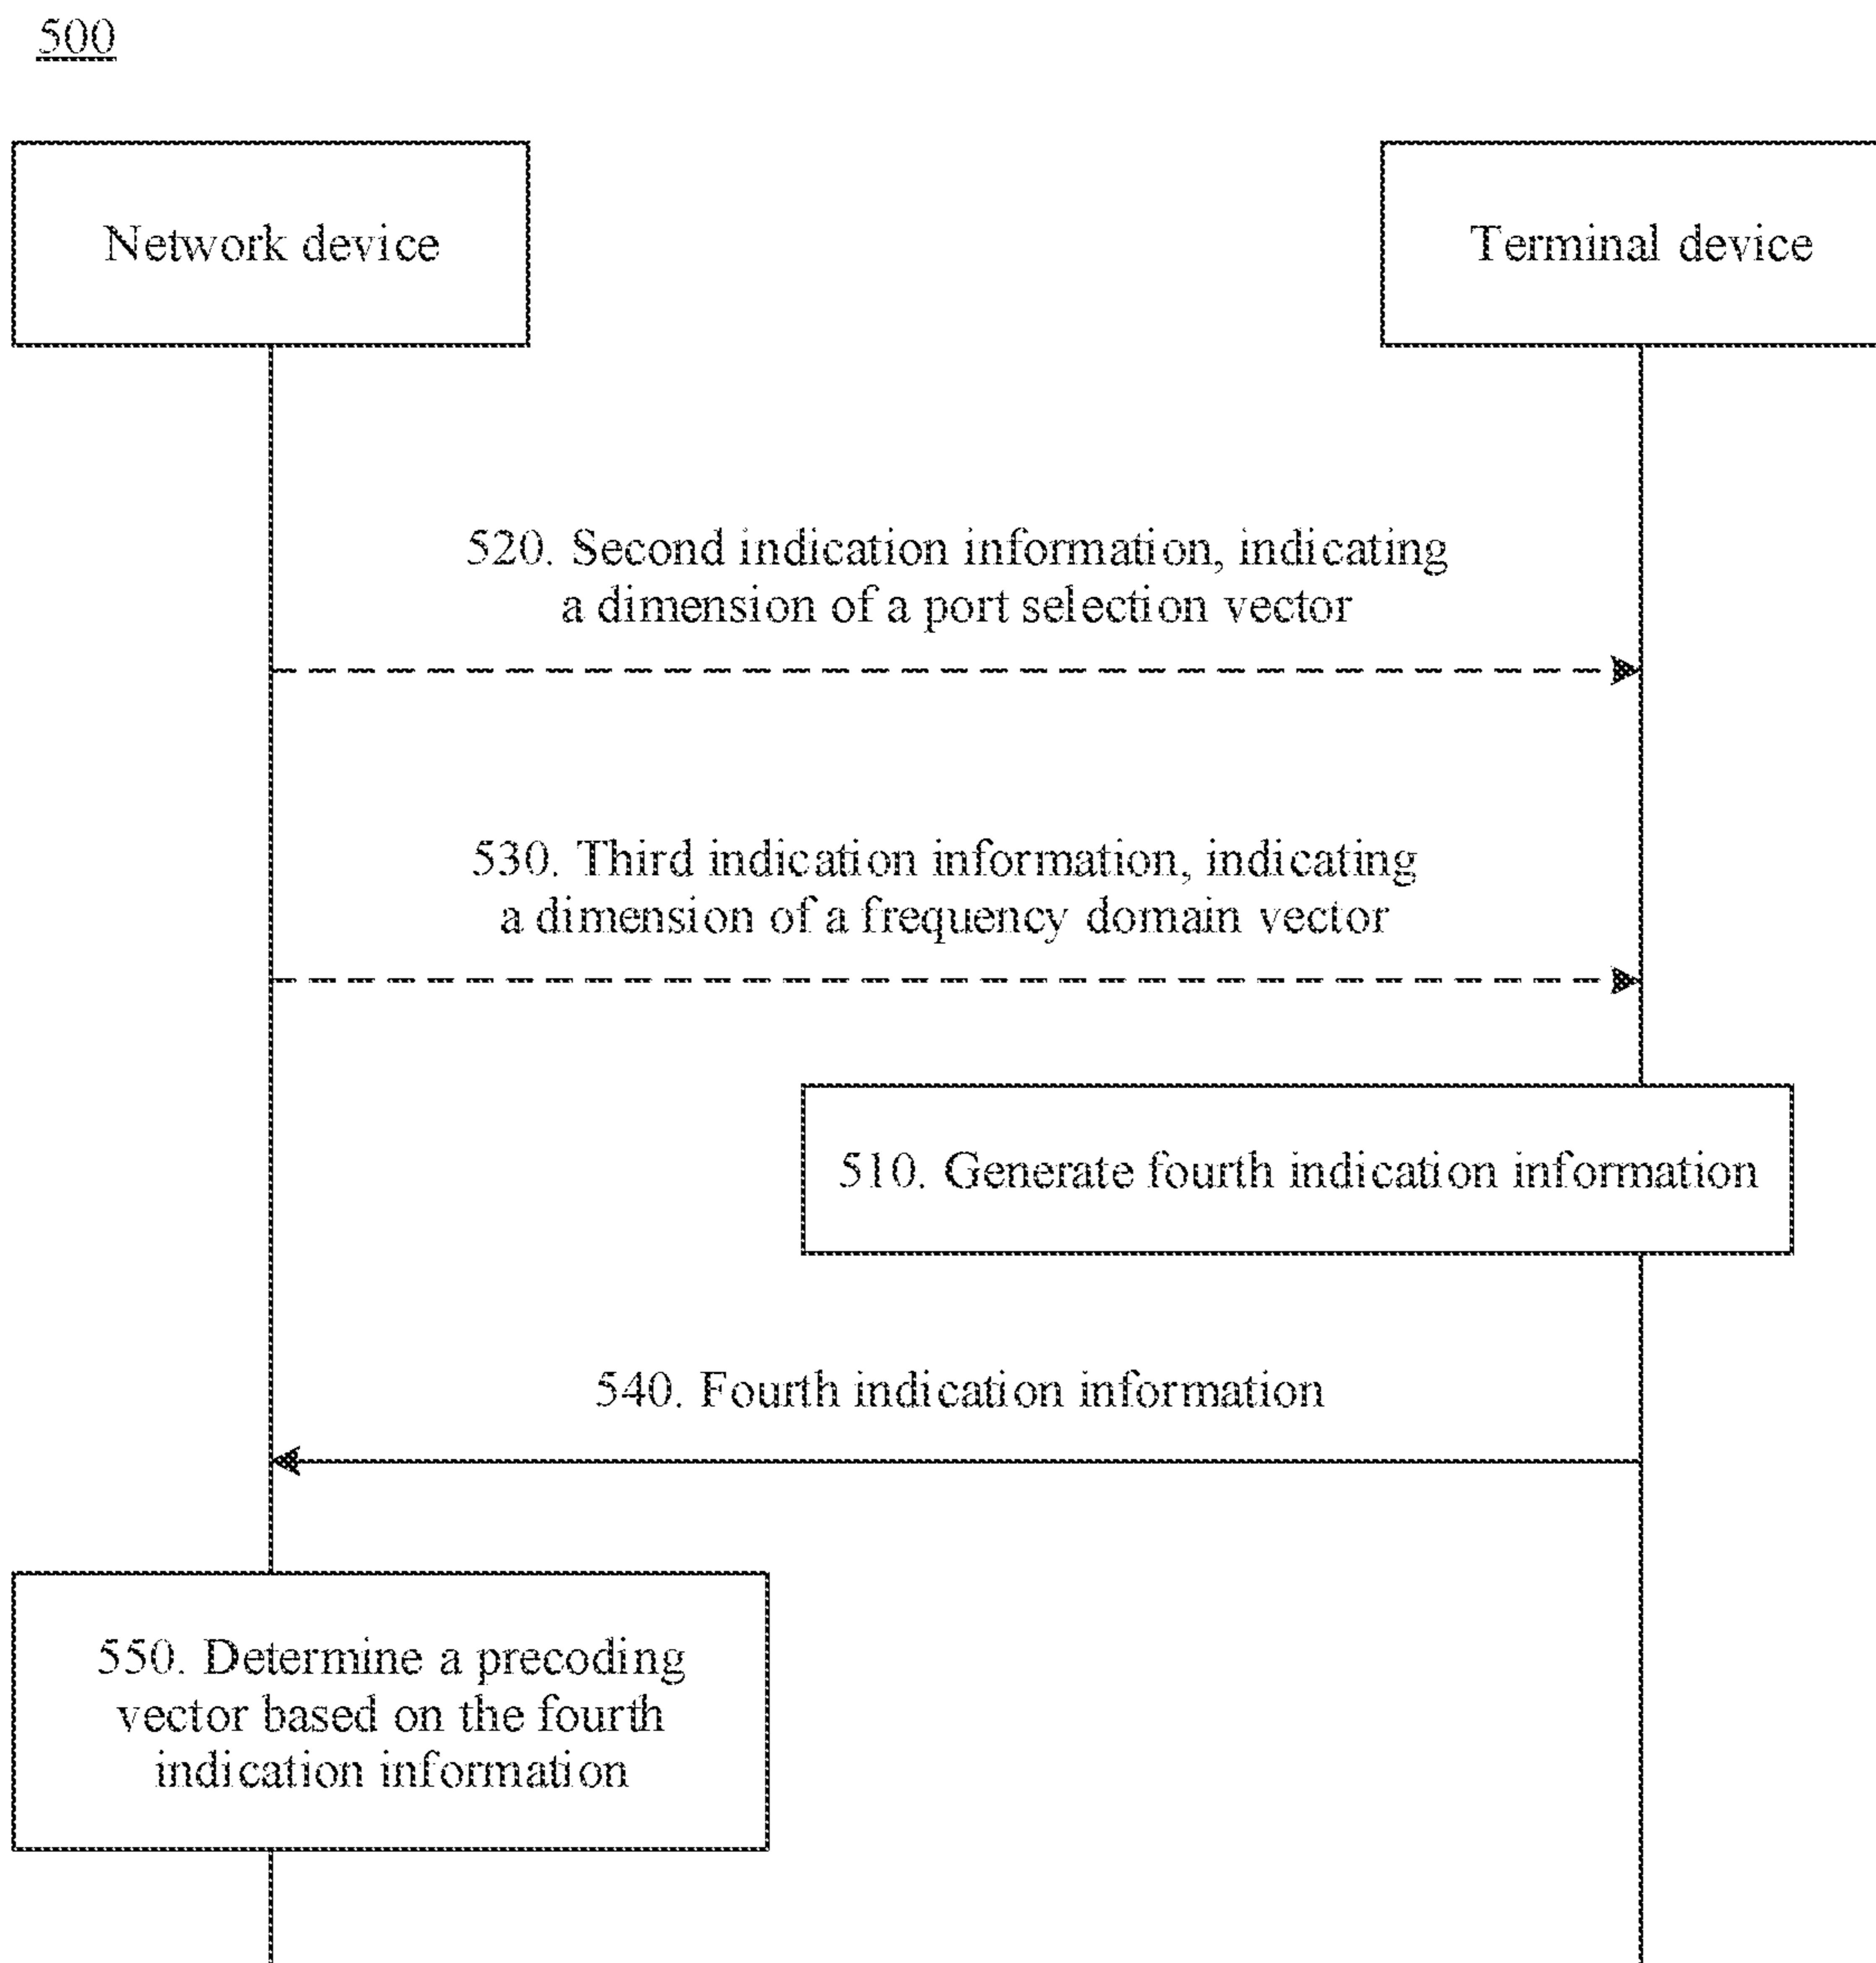 500
Network device
Terminal device
520. Second indication information, indicating
a dimension of a port selection vector
530. Third indication information, indicating
a dimension of a frequency domain vector
510. Generate fourth indication information
540. Fourth indication information
550. Determine a precoding
vector based on the fourth
indication information